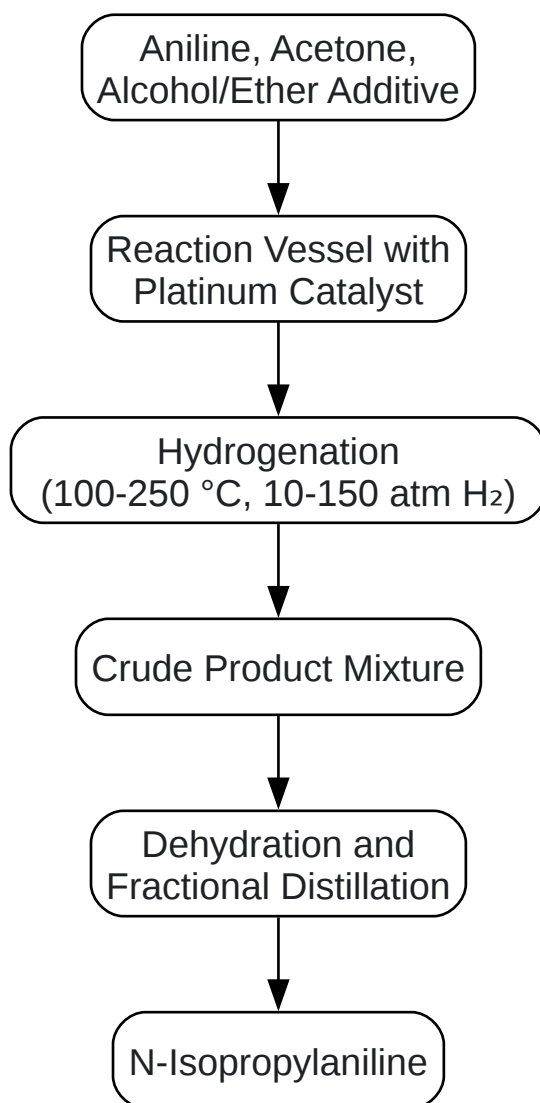 Aniline, Acetone,
Alcohol/Ether Additive
Reaction Vessel with
Platinum Catalyst
Hydrogenation
(100-250 °C, 10-150 atm H₂)
Crude Product Mixture
Dehydration and
Fractional Distillation
N-Isopropylaniline